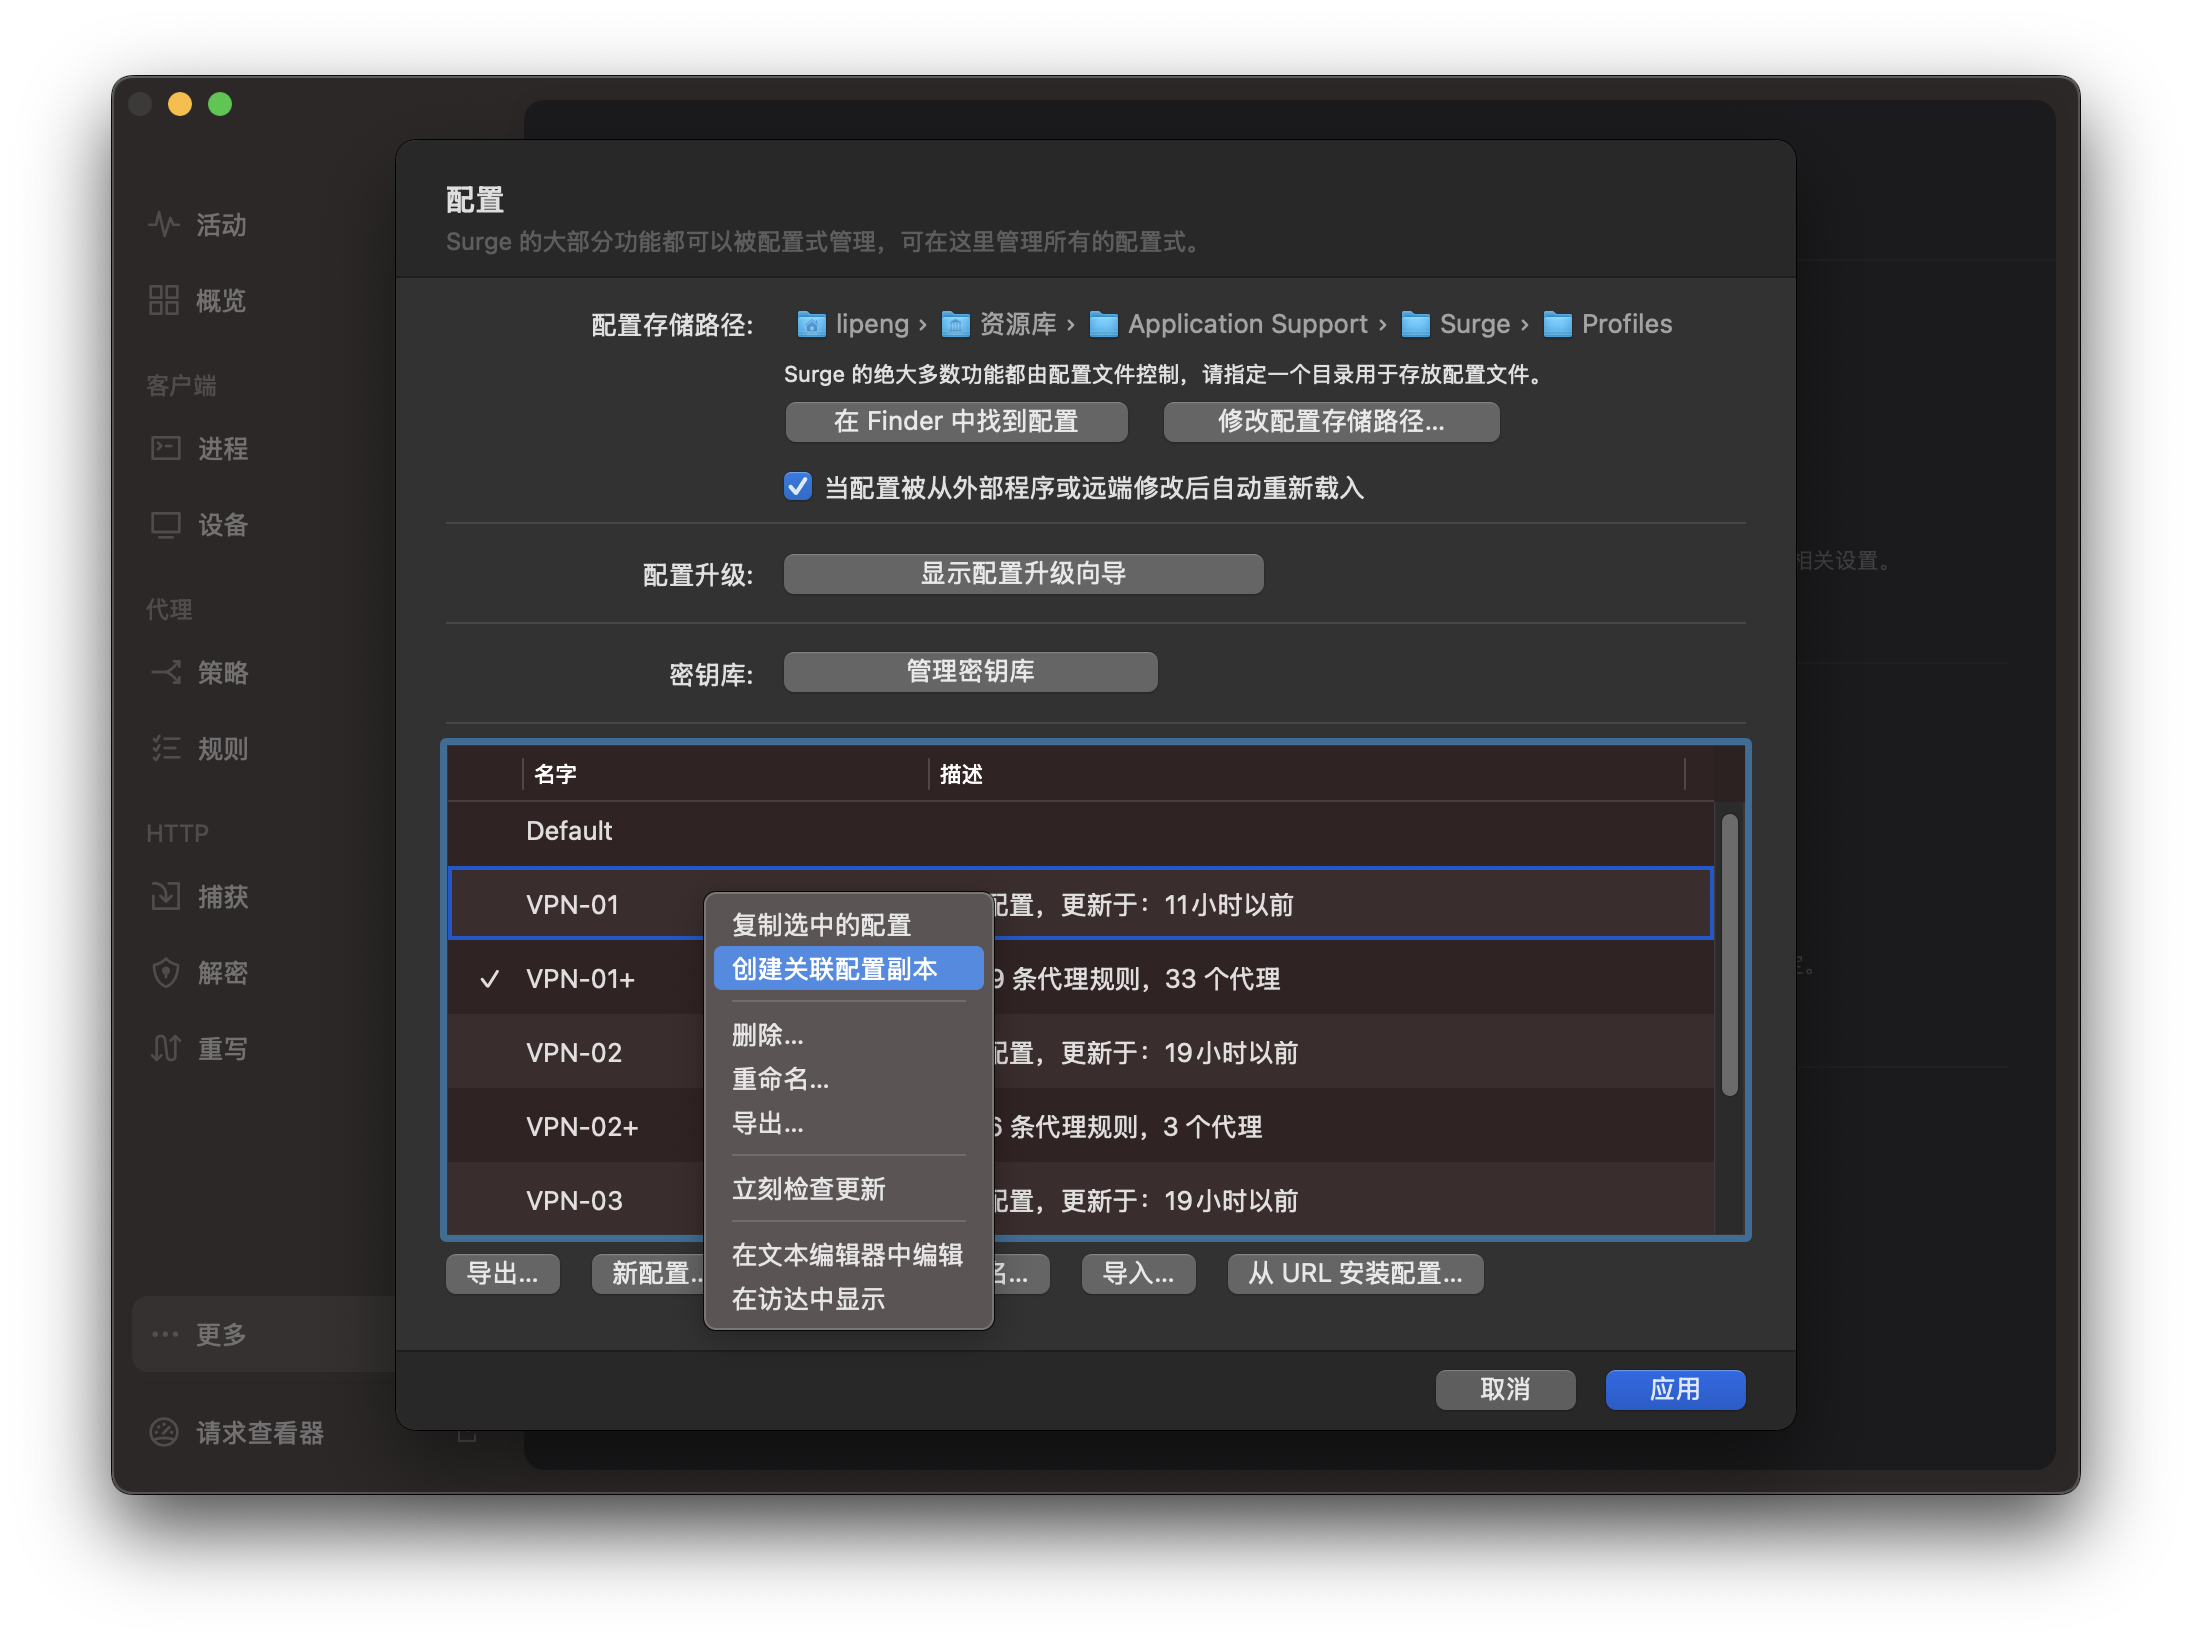 配置
Surge 的大部分功能都可以被配置式管理，可在这里管理所有的配置式。
活动
概览
客户端
进程
设备
代理
策略
规则
HTTP
捕获
解密
重写
更多
请求查看器
配置存储路径: lipeng › 资源库 › Application Support › Surge › Profiles
Surge 的绝大多数功能都由配置文件控制，请指定一个目录用于存放配置文件。
在 Finder 中找到配置 修改配置存储路径...
当配置被从外部程序或远端修改后自动重新载入
配置升级: 显示配置升级向导
密钥库: 管理密钥库
相关设置。
名字 描述
Default
VPN-01 配置，更新于：11小时以前
✓ VPN-01+ 9 条代理规则，33 个代理
VPN-02 配置，更新于：19小时以前
VPN-02+ 6 条代理规则，3 个代理
VPN-03 配置，更新于：19小时以前
复制选中的配置
创建关联配置副本
删除...
重命名...
导出...
立刻检查更新
在文本编辑器中编辑
在访达中显示
导出... 新配置... 名... 导入... 从 URL 安装配置...
取消 应用